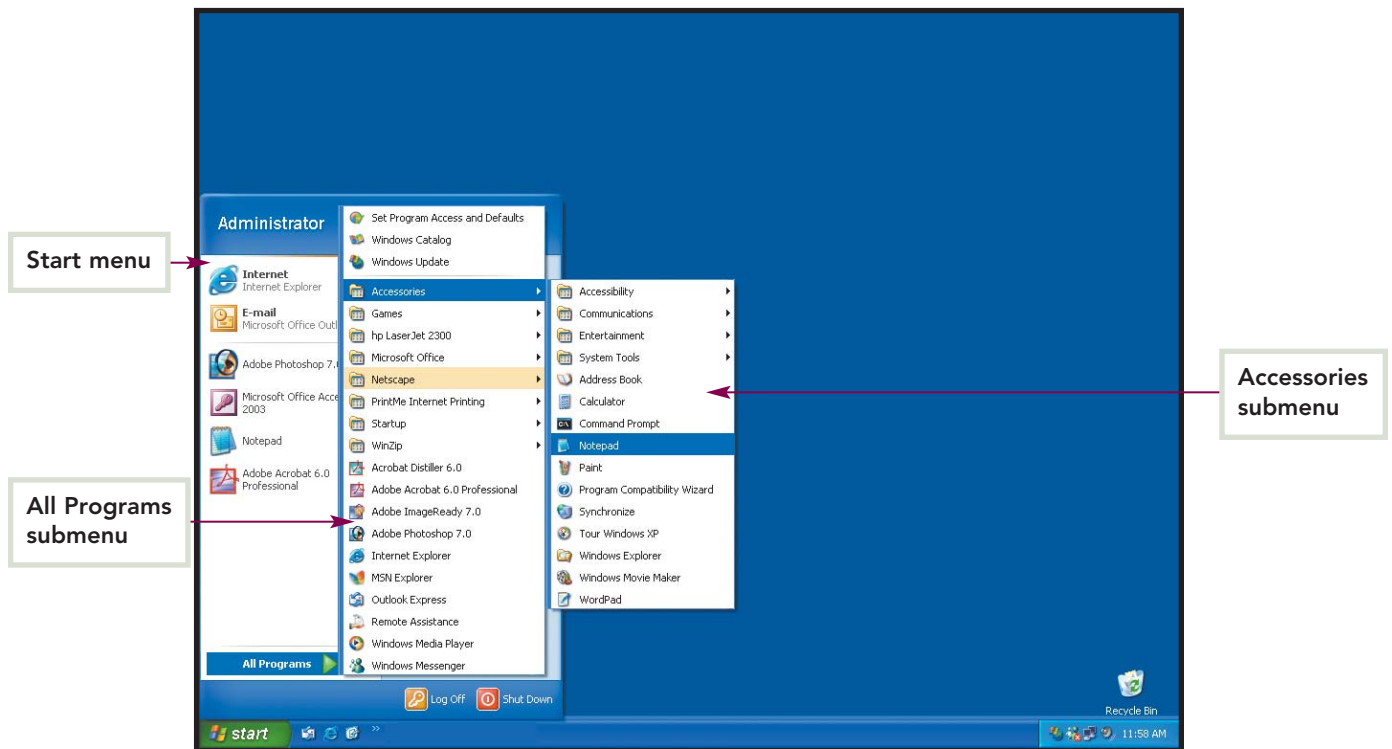 Administrator
Start menu
Internet
Internet Explorer
E-mail
Microsoft Office Outl
Adobe Photoshop 7.0
Microsoft Office Acce
2003
Notepad
Adobe Acrobat 6.0
Professional
All Programs
submenu
All Programs
Set Program Access and Defaults
Windows Catalog
Windows Update
Accessories
Games
hp LaserJet 2300
Microsoft Office
Netscape
PrintMe Internet Printing
Startup
WinZip
Acrobat Distiller 6.0
Adobe Acrobat 6.0 Professional
Adobe ImageReady 7.0
Adobe Photoshop 7.0
Internet Explorer
MSN Explorer
Outlook Express
Remote Assistance
Windows Media Player
Windows Messenger
Accessibility
Communications
Entertainment
System Tools
Address Book
Calculator
Command Prompt
Notepad
Paint
Program Compatibility Wizard
Synchronize
Tour Windows XP
Windows Explorer
Windows Movie Maker
WordPad
Accessories
submenu
Log Off
Shut Down
Recycle Bin
start
11:58 AM